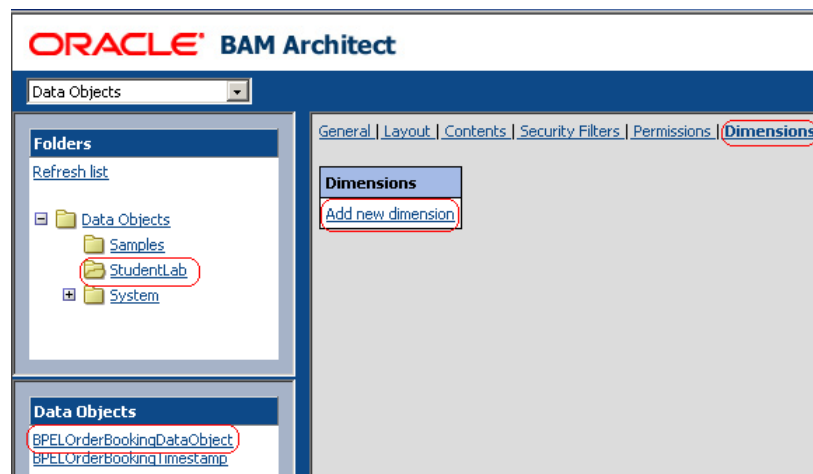 ORACLE BAM Architect
Data Objects
Folders
Refresh list
Data Objects
Samples
StudentLab
System
Data Objects
BPELOrderBookingDataObject
BPELOrderBookingTimestamp
General | Layout | Contents | Security Filters | Permissions | Dimensions
Dimensions
Add new dimension